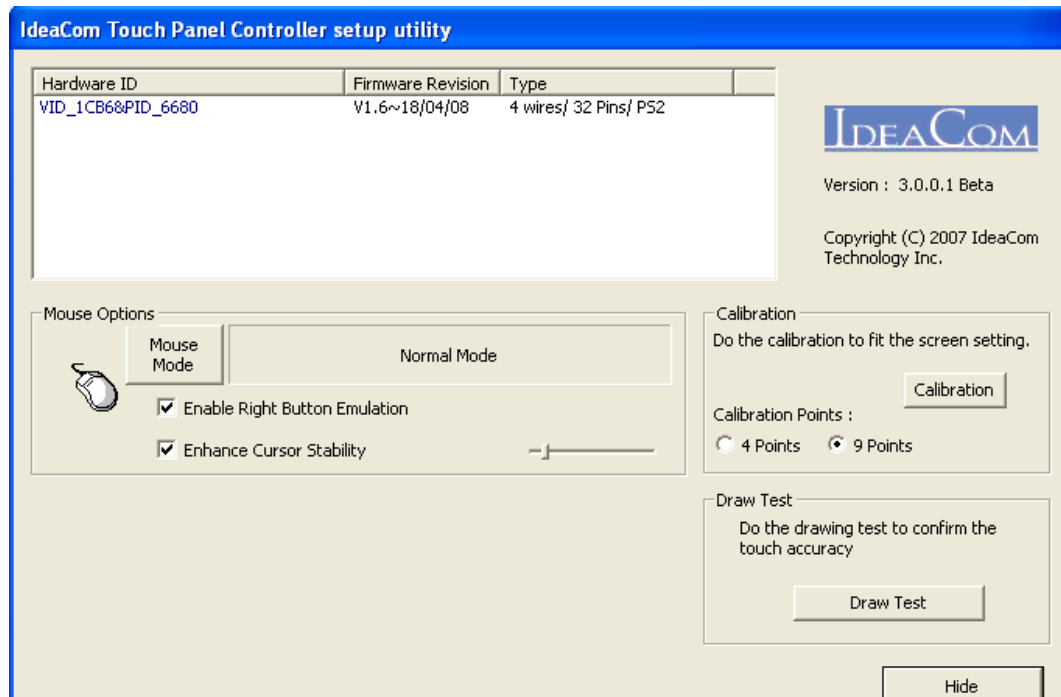 IdeaCom Touch Panel Controller setup utility
Hardware ID Firmware Revision Type
VID_1CB6&PID_6680 V1.6~18/04/08 4 wires/ 32 Pins/ PS2
IDEACOM
Version : 3.0.0.1 Beta
Copyright (C) 2007 IdeaCom
Technology Inc.
Mouse Options
Mouse
Mode
Normal Mode
Enable Right Button Emulation
Enhance Cursor Stability
Calibration
Do the calibration to fit the screen setting.
Calibration
Calibration Points :
4 Points 9 Points
Draw Test
Do the drawing test to confirm the
touch accuracy
Draw Test
Hide